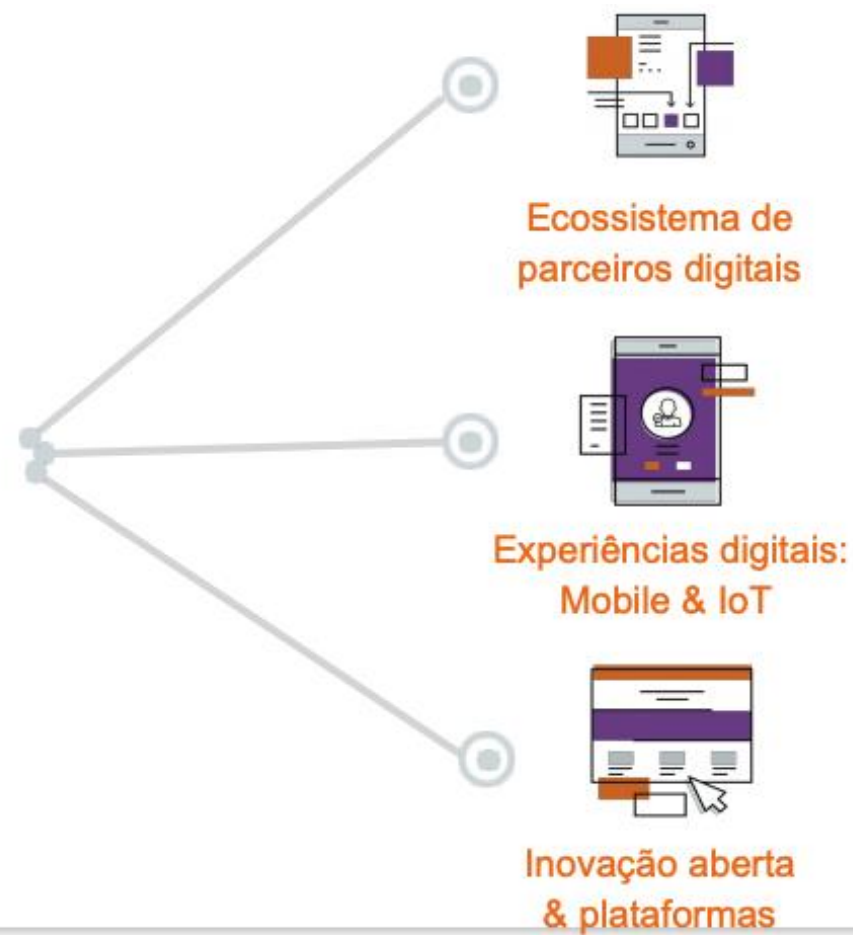 Ecossistema de
parceiros digitais
Experiências digitais:
Mobile & IoT
Inovação aberta
& plataformas